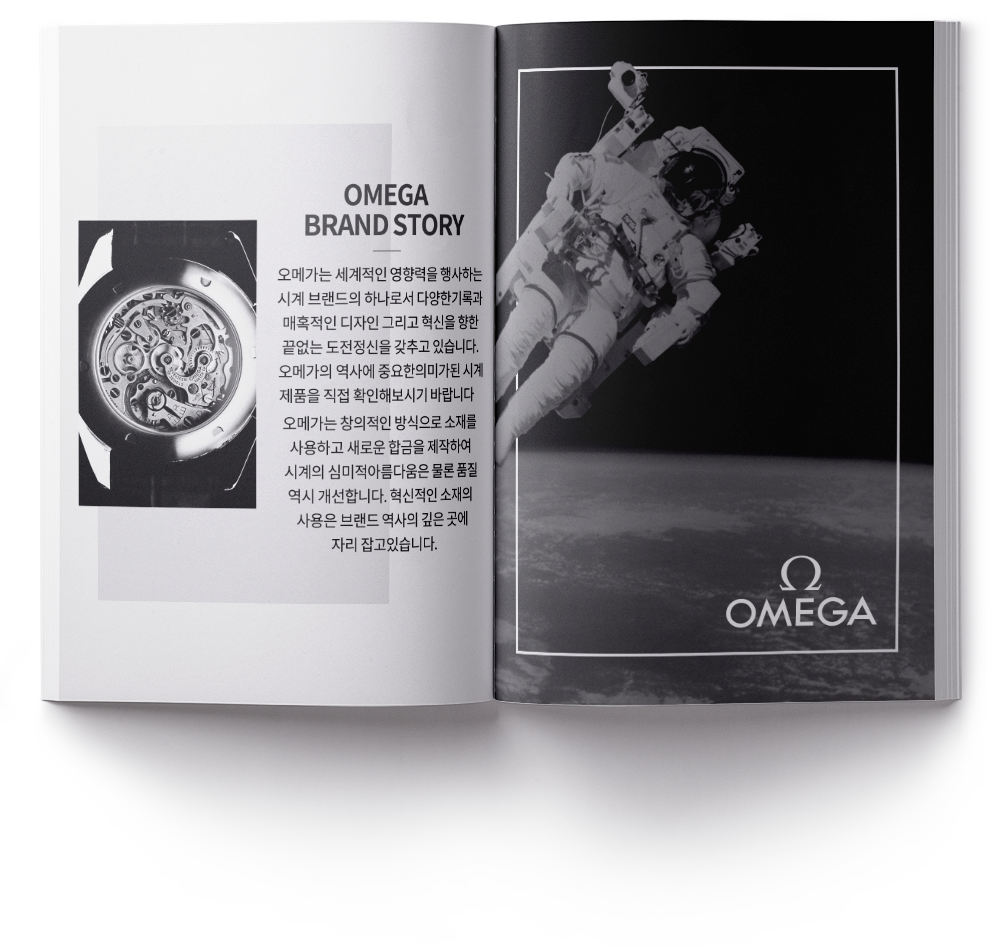 OMEGA
BRAND STORY
오메가는 세계적인 영향력을 행사하는
시계 브랜드의 하나로서 다양한기록과
매혹적인 디자인 그리고 혁신을 향한
끝없는 도전정신을 갖추고 있습니다.
오메가의 역사에 중요한의미가된 시계
제품을 직접 확인해보시기 바랍니다
오메가는 창의적인 방식으로 소재를
사용하고 새로운 합금을 제작하여
시계의 심미적아름다움은 물론 품질
역시 개선합니다. 혁신적인 소재의
사용은 브랜드 역사의 깊은 곳에
자리 잡고있습니다.
Ω
OMEGA